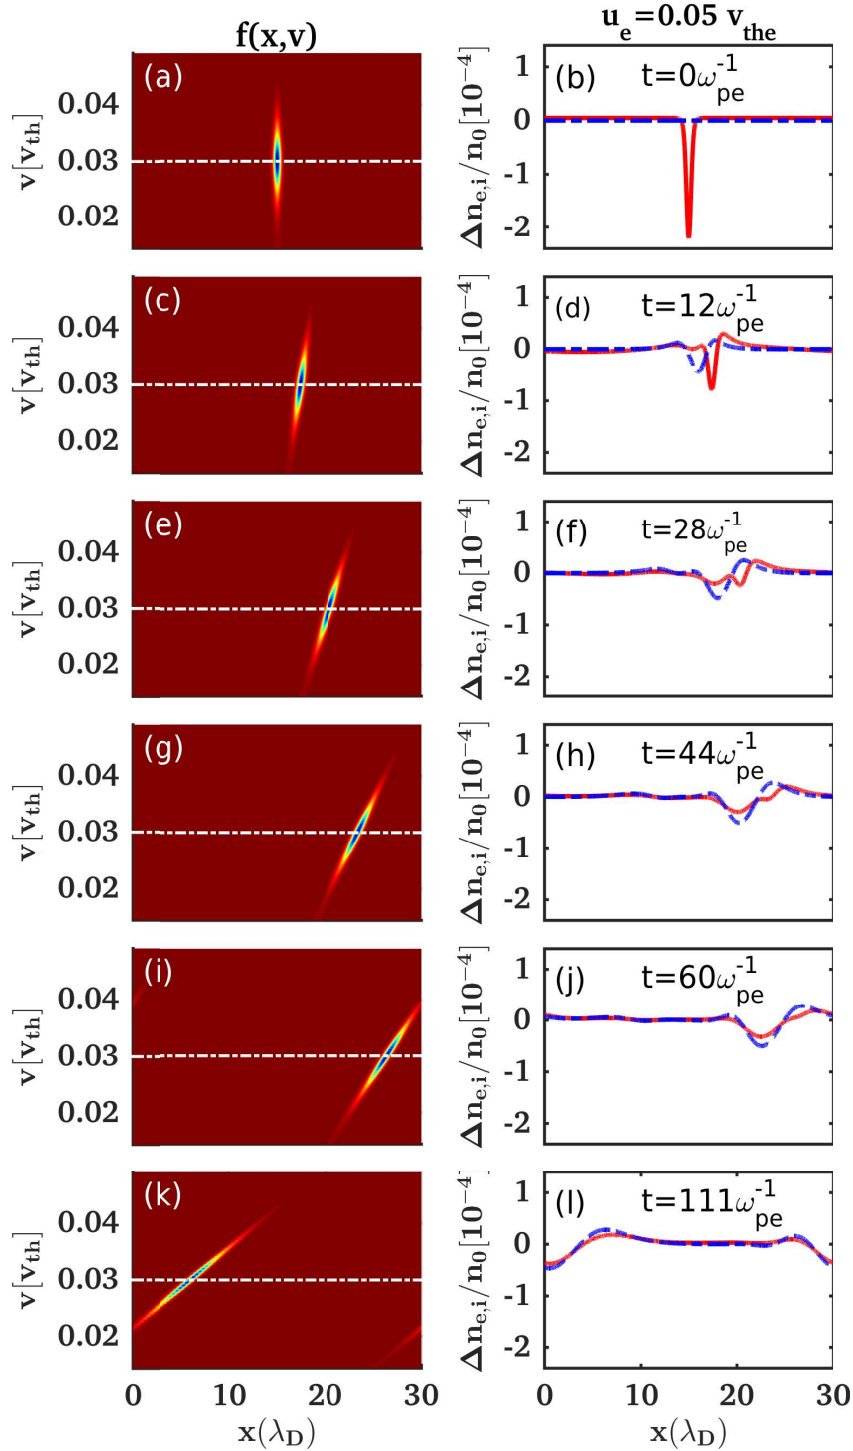 f(x,v)
u_e=0.05 v_the
(a)
v[v_th]
0.04
0.03
0.02
(b) t=0ω_pe^-1
Δn_e,i/n_0[10^-4]
1
0
-1
-2
(c)
v[v_th]
0.04
0.03
0.02
(d) t=12ω_pe^-1
Δn_e,i/n_0[10^-4]
1
0
-1
-2
(e)
v[v_th]
0.04
0.03
0.02
(f) t=28ω_pe^-1
Δn_e,i/n_0[10^-4]
1
0
-1
-2
(g)
v[v_th]
0.04
0.03
0.02
(h) t=44ω_pe^-1
Δn_e,i/n_0[10^-4]
1
0
-1
-2
(i)
v[v_th]
0.04
0.03
0.02
(j) t=60ω_pe^-1
Δn_e,i/n_0[10^-4]
1
0
-1
-2
(k)
v[v_th]
0.04
0.03
0.02
0 10 20 30
x(λ_D)
(l) t=111ω_pe^-1
Δn_e,i/n_0[10^-4]
1
0
-1
-2
0 10 20 30
x(λ_D)